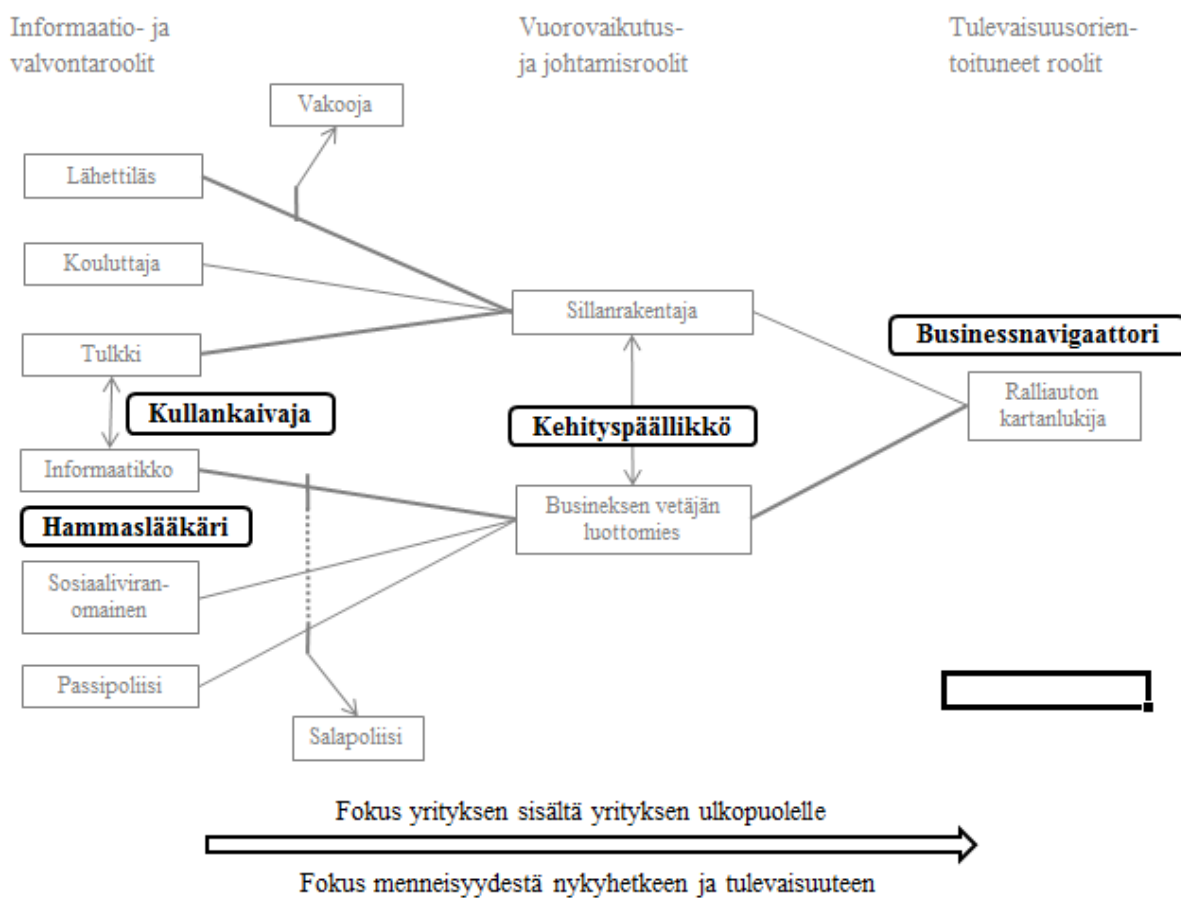 Informaatio- ja
valvontaroolit
Vuorovaikutus-
ja johtamisroolit
Tulevaisuusorien-
toituneet roolit
Vakooja
Lähettiläs
Kouluttaja
Sillanrakentaja
Tulkki
Businessnavigaattori
Ralliauton
kartanlukija
Kullankaivaja
Kehityspäällikkö
Informaatikko
Hammaslääkäri
Busineksen vetäjän
luottomies
Sosiaaliviran-
omainen
Passipoliisi
Salapoliisi
Fokus yrityksen sisältä yrityksen ulkopuolelle
Fokus menneisyydestä nykyhetkeen ja tulevaisuuteen